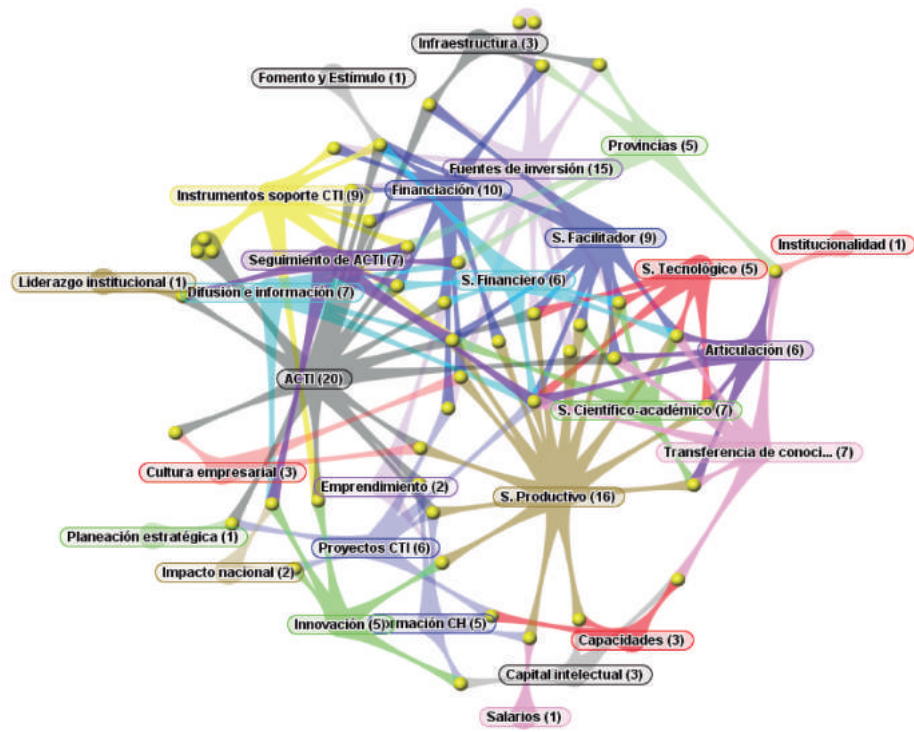 Infraestructura (3)
Fomento y Estímulo (1)
Provincias (5)
Fuentes de inversión (15)
Financiación (10)
Instrumentos soporte CTI (9)
S. Facilitador (9)
Institucionalidad (1)
Seguimiento de ACTI (7)
S. Tecnológico (5)
Liderazgo institucional (1)
S. Financiero (6)
Difusión e información (7)
Articulación (6)
ACTI (20)
S. Científico-académico (7)
Transferencia de conoci... (7)
Cultura empresarial (3)
Emprendimiento (2)
S. Productivo (16)
Planeación estratégica (1)
Proyectos CTI (6)
Impacto nacional (2)
Innovación (5)
ormación CH (5)
Capacidades (3)
Capital intelectual (3)
Salarios (1)